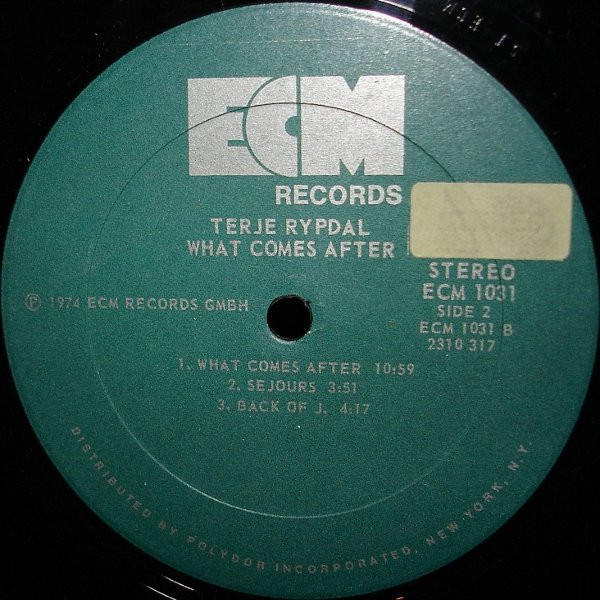 ECM
RECORDS
TERJE RYPDAL
WHAT COMES AFTER
STEREO
ECM 1031
SIDE 2
ECM 1031 B
2310 317
Ⓟ 1974 ECM RECORDS GMBH
1. WHAT COMES AFTER 10:59
2. SEJOURS 3:51
3. BACK OF J. 4:17
DISTRIBUTED BY POLYDOR INCORPORATED, NEW YORK, N.Y.